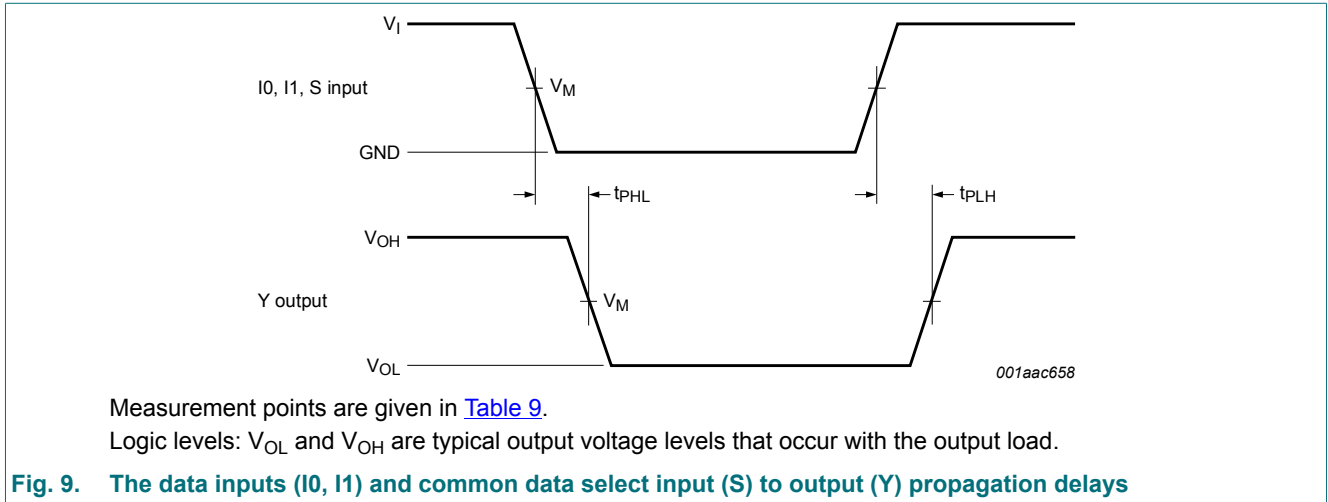 VI
I0, I1, S input
VM
GND
tPHL
tPLH
VOH
Y output
VM
VOL
001aac658
Measurement points are given in Table 9.
Logic levels: VOL and VOH are typical output voltage levels that occur with the output load.
Fig. 9. The data inputs (I0, I1) and common data select input (S) to output (Y) propagation delays